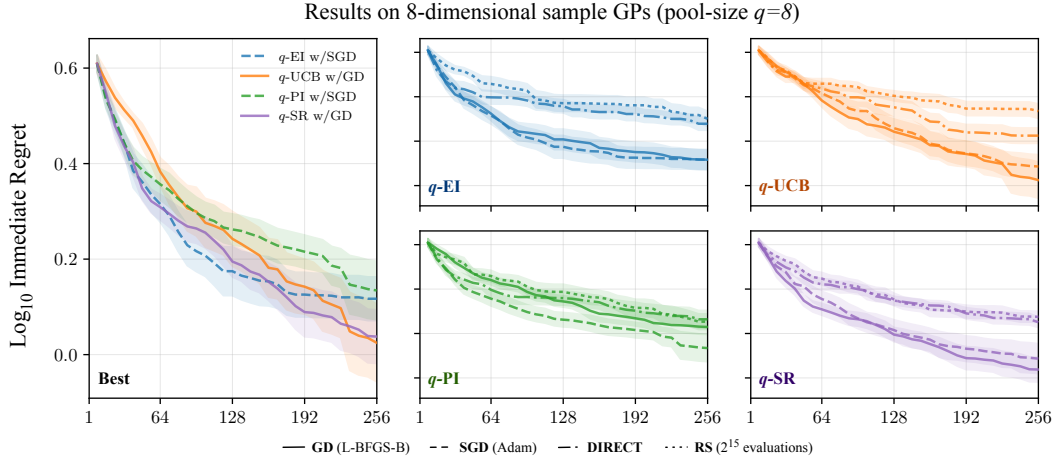 Results on 8-dimensional sample GPs (pool-size q=8)
Log10 Immediate Regret
0.6
0.4
0.2
0.0
q-EI w/SGD
q-UCB w/GD
q-PI w/SGD
q-SR w/GD
Best
1 64 128 192 256
q-EI
q-UCB
q-PI
1 64 128 192 256
q-SR
1 64 128 192 256
GD (L-BFGS-B) SGD (Adam) DIRECT RS (2^15 evaluations)